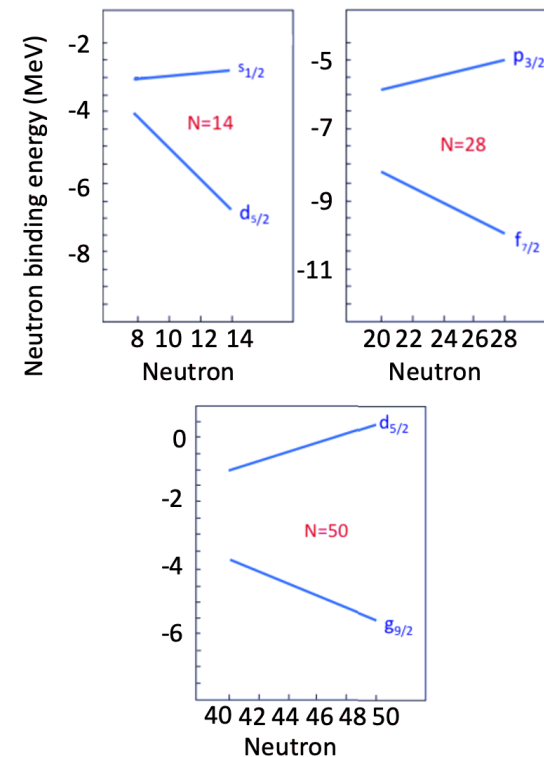 Neutron binding energy (MeV)
-2
-4
-6
-8
s1/2
N=14
d5/2
8 10 12 14
Neutron
-5
-7
-9
-11
p3/2
N=28
f7/2
20 22 24 26 28
Neutron
0
-2
-4
-6
d5/2
N=50
g9/2
40 42 44 46 48 50
Neutron